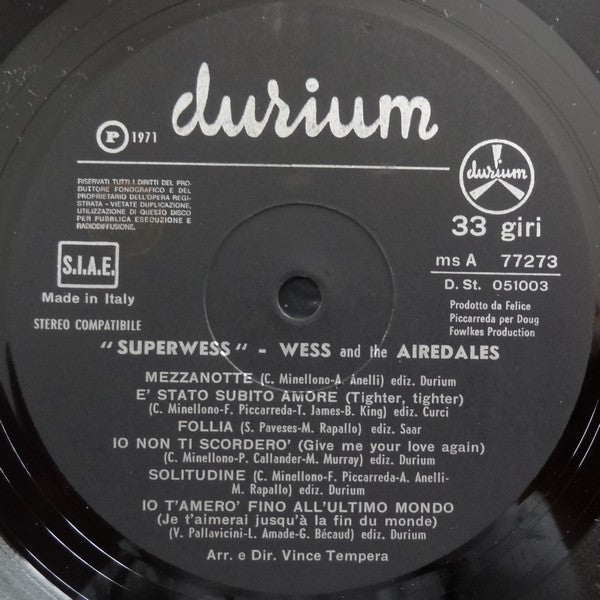 durium
P 1971
RISERVATI TUTTI I DIRITTI DEL PRO-
DUTTORE FONOGRAFICO E DEL
PROPRIETARIO DELL'OPERA REGI-
STRATA - VIETATE DUPLICAZIONE,
UTILIZZAZIONE DI QUESTO DISCO
PER PUBBLICA ESECUZIONE E
RADIODIFFUSIONE.
durium
33 giri
S.I.A.E.
Made in Italy
STEREO COMPATIBILE
ms A 77273
D. St. 051003
Prodotto da Felice
Piccarreda per Doug
Fowlkes Production
"SUPERWESS" - WESS and the AIREDALES
MEZZANOTTE (C. Minellono-A. Anelli) ediz. Durium
E' STATO SUBITO AMORE (Tighter, tighter)
(C. Minellono-F. Piccarreda-T. James-B. King) ediz. Curci
FOLLIA (S. Paveses-M. Rapallo) ediz. Saar
IO NON TI SCORDERO' (Give me your love again)
(C. Minellono-P. Callander-M. Murray) ediz. Durium
SOLITUDINE (C. Minellono-F. Piccarreda-A. Anelli-
M. Rapallo) ediz. Durium
IO T'AMERO' FINO ALL'ULTIMO MONDO
(Je t'aimerai jusqu'à la fin du monde)
(V. Pallavicini-L. Amade-G. Bécaud) ediz. Durium
Arr. e Dir. Vince Tempera